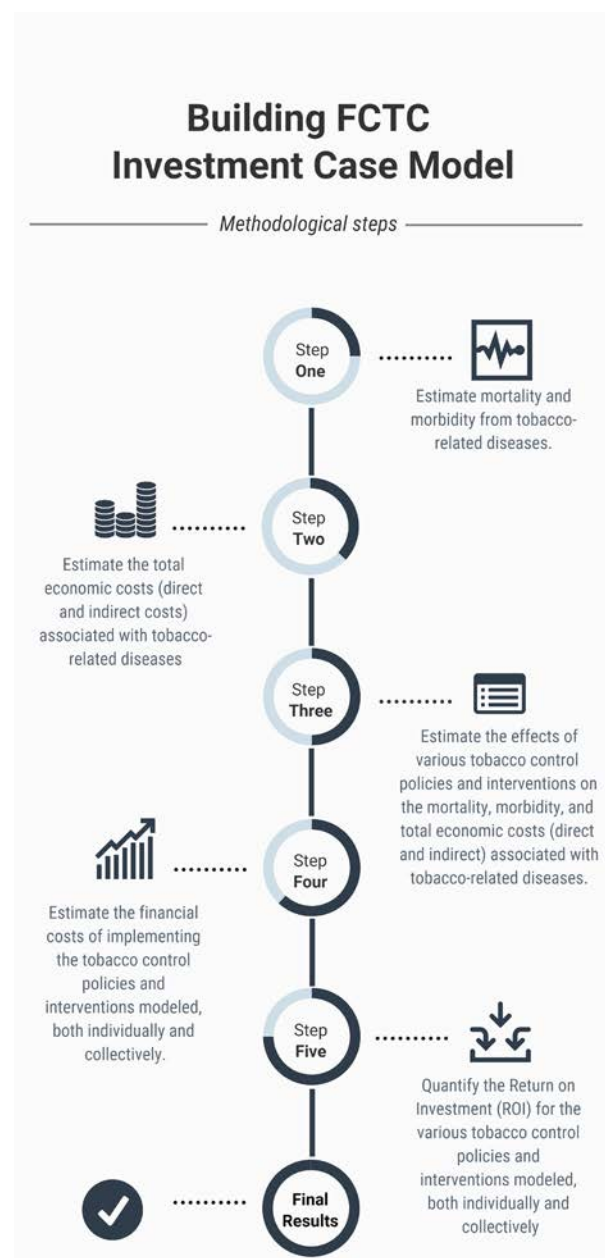 Building FCTC
Investment Case Model
Methodological steps
Step
One
Estimate mortality and
morbidity from tobacco-
related diseases.
Step
Two
Estimate the total
economic costs (direct
and indirect costs)
associated with tobacco-
related diseases
Step
Three
Estimate the effects of
various tobacco control
policies and interventions on
the mortality, morbidity, and
total economic costs (direct
and indirect) associated with
tobacco-related diseases.
Step
Four
Estimate the financial
costs of implementing
the tobacco control
policies and
interventions modeled,
both individually and
collectively.
Step
Five
Quantify the Return on
Investment (ROI) for the
various tobacco control
policies and
interventions modeled,
both individually and
collectively
Final
Results